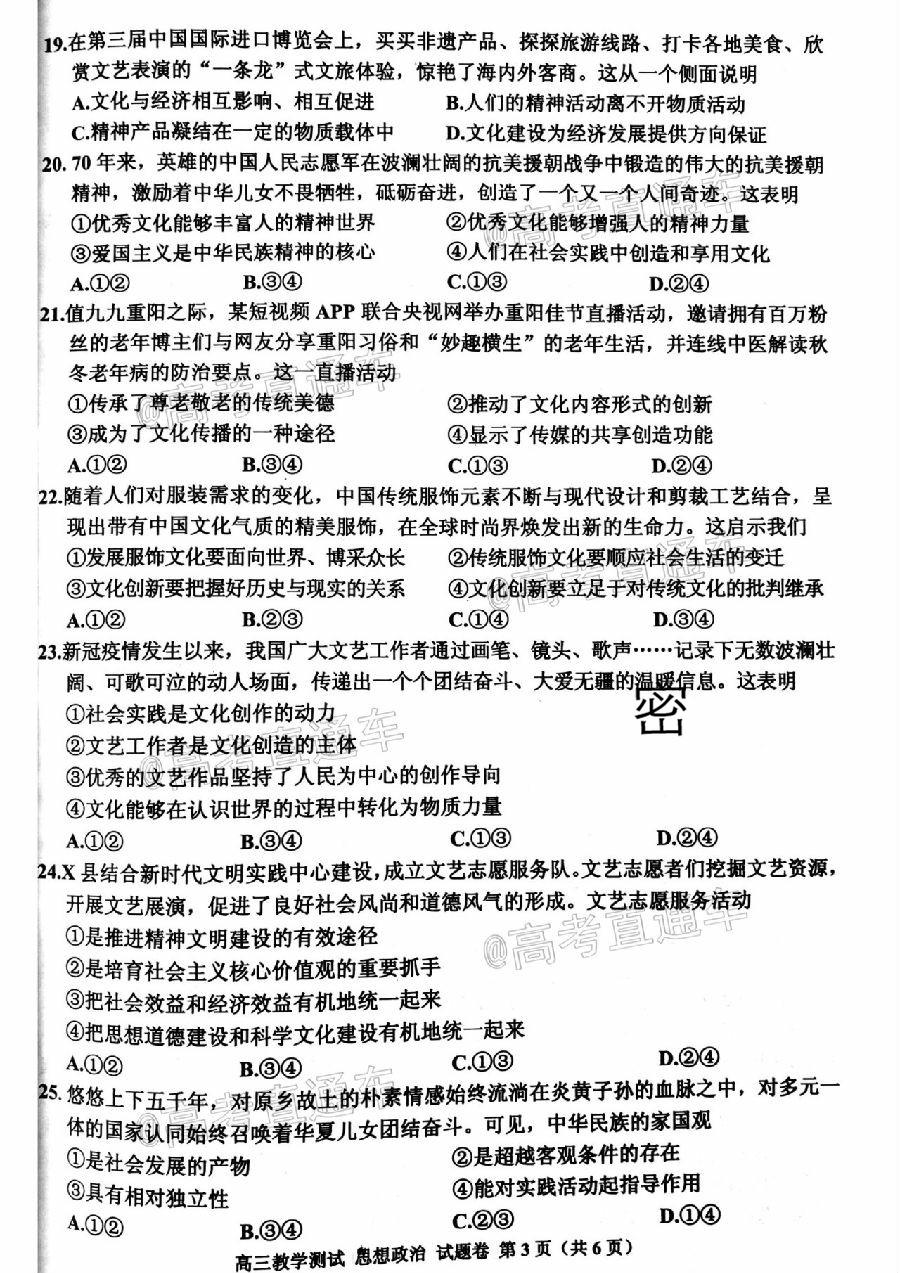 19.在第三届中国国际进口博览会上，买买非遗产品、探探旅游线路、打卡各地美食、欣
赏文艺表演的“一条龙”式文旅体验，惊艳了海内外客商。这从一个侧面说明
A.文化与经济相互影响、相互促进 B.人们的精神活动离不开物质活动
C.精神产品凝结在一定的物质载体中 D.文化建设为经济发展提供方向保证
20. 70 年来，英雄的中国人民志愿军在波澜壮阔的抗美援朝战争中锻造的伟大的抗美援朝
精神，激励着中华儿女不畏牺牲，砥砺奋进，创造了一个又一个人间奇迹。这表明
①优秀文化能够丰富人的精神世界 ②优秀文化能够增强人的精神力量
③爱国主义是中华民族精神的核心 ④人们在社会实践中创造和享用文化
A.①② B.③④ C.①③ D.②④
21.值九九重阳之际，某短视频 APP 联合央视网举办重阳佳节直播活动，邀请拥有百万粉
丝的老年博主们与网友分享重阳习俗和“妙趣横生”的老年生活，并连线中医解读秋
冬老年病的防治要点。这一直播活动
①传承了尊老敬老的传统美德 ②推动了文化内容形式的创新
③成为了文化传播的一种途径 ④显示了传媒的共享创造功能
A.①② B.③④ C.①③ D.②④
22.随着人们对服装需求的变化，中国传统服饰元素不断与现代设计和剪裁工艺结合，呈
现出带有中国文化气质的精美服饰，在全球时尚界焕发出新的生命力。这启示我们
①发展服饰文化要面向世界、博采众长 ②传统服饰文化要顺应社会生活的变迁
③文化创新要把握好历史与现实的关系 ④文化创新要立足于对传统文化的批判继承
A.①② B.②③ C.①④ D.③④
23.新冠疫情发生以来，我国广大文艺工作者通过画笔、镜头、歌声……记录下无数波澜壮
阔、可歌可泣的动人场面，传递出一个个团结奋斗、大爱无疆的温暖信息。这表明
①社会实践是文化创作的动力
密
②文艺工作者是文化创造的主体
③优秀的文艺作品坚持了人民为中心的创作导向
④文化能够在认识世界的过程中转化为物质力量
A.①② B.③④ C.①③ D.②④
24.X 县结合新时代文明实践中心建设，成立文艺志愿服务队。文艺志愿者们挖掘文艺资源，
开展文艺展演，促进了良好社会风尚和道德风气的形成。文艺志愿服务活动
①是推进精神文明建设的有效途径
②是培育社会主义核心价值观的重要抓手
③把社会效益和经济效益有机地统一起来
④把思想道德建设和科学文化建设有机地统一起来
A.①② B.③④ C.①③ D.②④
25. 悠悠上下五千年，对原乡故土的朴素情感始终流淌在炎黄子孙的血脉之中，对多元一
体的国家认同始终召唤着华夏儿女团结奋斗。可见，中华民族的家国观
①是社会发展的产物 ②是超越客观条件的存在
③具有相对独立性 ④能对实践活动起指导作用
A.①② B.③④ C.②③ D.①④
高三教学测试 思想政治 试题卷 第 3 页（共 6 页）
@高考直通车
@高考直通车
@高考直通车
@高考直通车
@高考直通车
@高考直通车